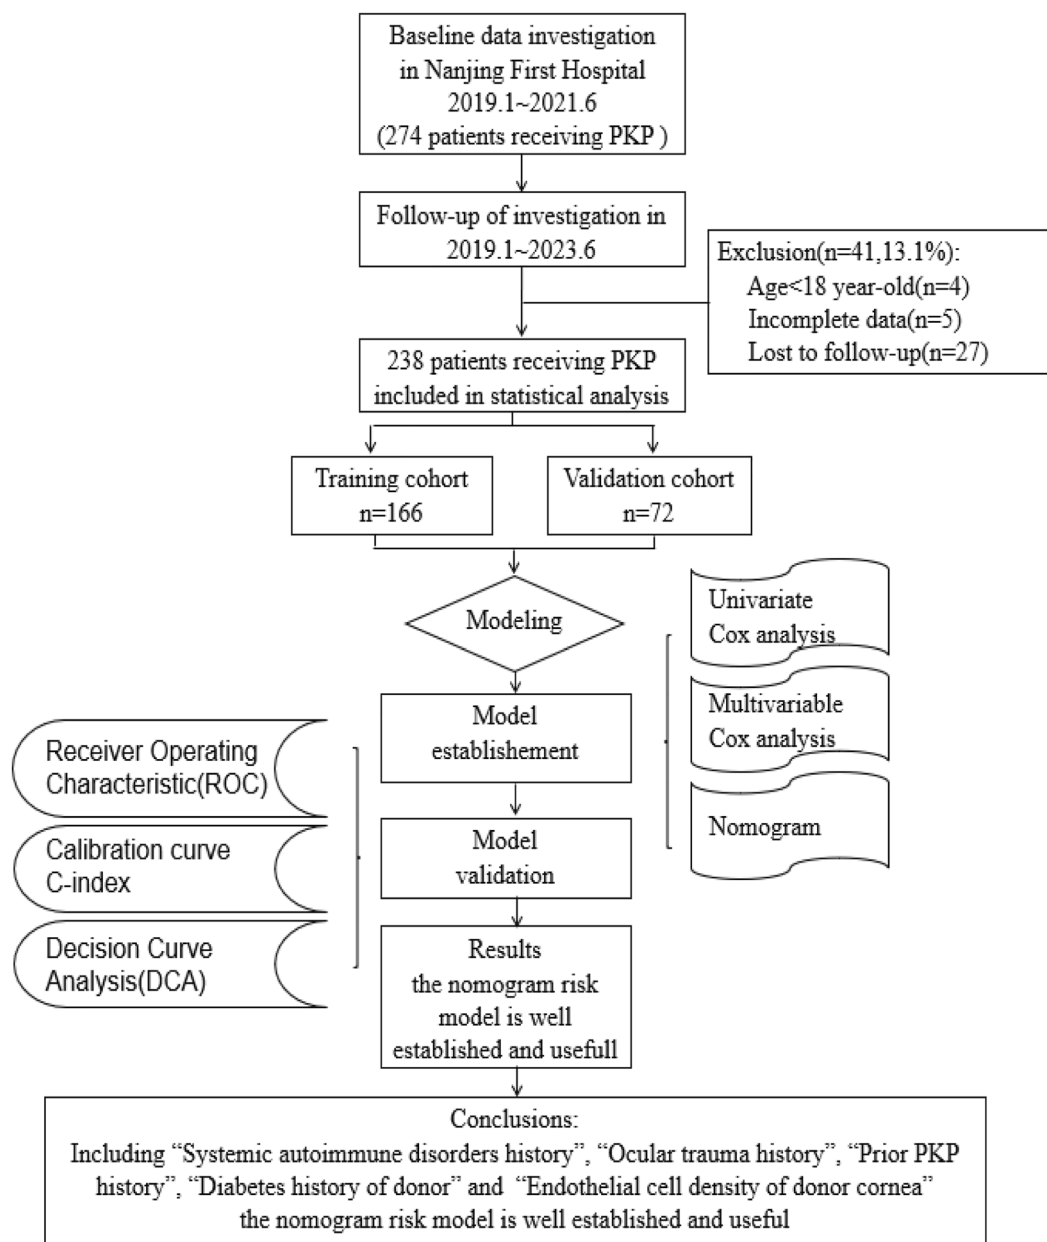 Baseline data investigation
in Nanjing First Hospital
2019.1~2021.6
(274 patients receiving PKP )
Follow-up of investigation in
2019.1~2023.6
Exclusion(n=41,13.1%):
Age<18 year-old(n=4)
Incomplete data(n=5)
Lost to follow-up(n=27)
238 patients receiving PKP
included in statistical analysis
Training cohort
n=166
Validation cohort
n=72
Modeling
Univariate
Cox analysis
Multivariable
Cox analysis
Nomogram
Model
establishement
Receiver Operating
Characteristic(ROC)
Calibration curve
C-index
Decision Curve
Analysis(DCA)
Model
validation
Results
the nomogram risk
model is well
established and usefull
Conclusions:
Including “Systemic autoimmune disorders history”, “Ocular trauma history”, “Prior PKP
history”, “Diabetes history of donor” and “Endothelial cell density of donor cornea”
the nomogram risk model is well established and useful